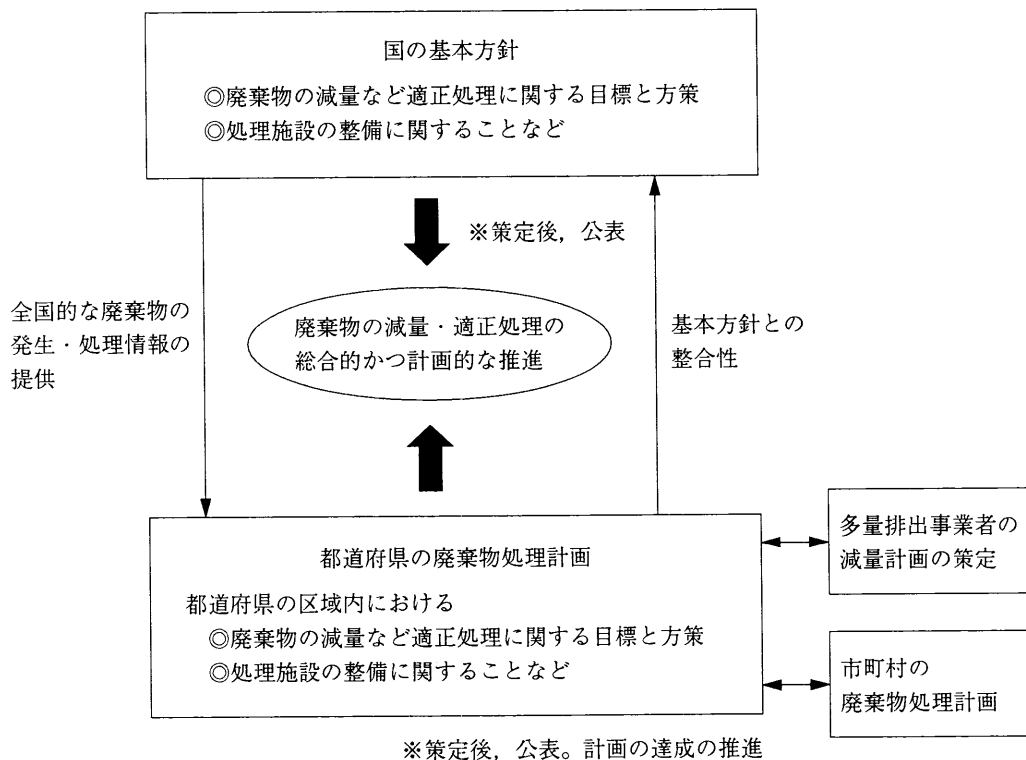 国の基本方針
◎廃棄物の減量など適正処理に関する目標と方策
◎処理施設の整備に関することなど
※策定後，公表
全国的な廃棄物の
発生・処理情報の
提供
廃棄物の減量・適正処理の
総合的かつ計画的な推進
基本方針との
整合性
都道府県の廃棄物処理計画
都道府県の区域内における
◎廃棄物の減量など適正処理に関する目標と方策
◎処理施設の整備に関することなど
多量排出事業者の
減量計画の策定
市町村の
廃棄物処理計画
※策定後，公表。計画の達成の推進